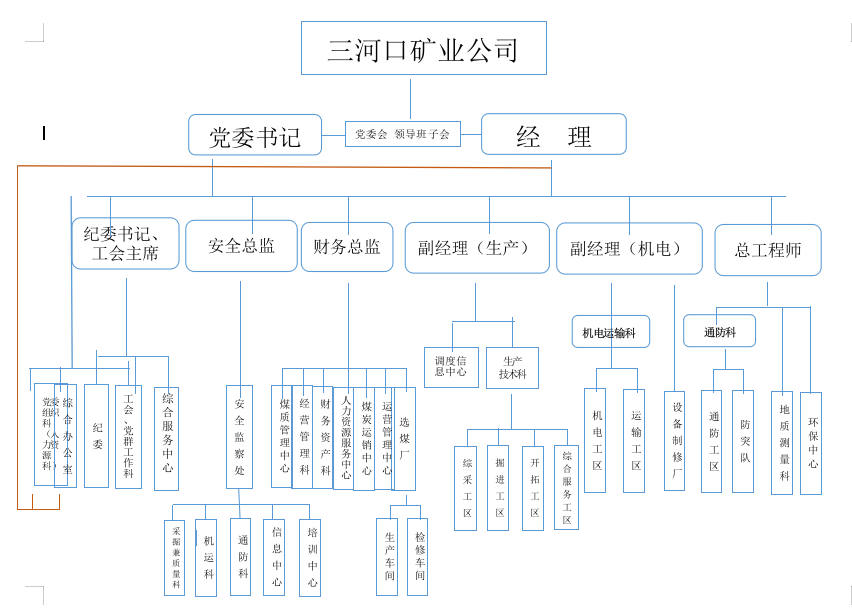 三河口矿业公司
党委书记
党委会 领导班子会
经 理
纪委书记、
工会主席
安全总监
财务总监
副经理（生产）
副经理（机电）
总工程师
机电运输科
通防科
调度信
息中心
生产
技术科
综合办公室
纪委
工会、党群工作科
综合服务中心
安全监察处
煤质管理中心
经营管理科
财务资产科
人力资源服务中心
煤炭运销中心
运营管理中心
选煤厂
综采工区
掘进工区
开拓工区
综合服务工区
机电工区
运输工区
设备制修厂
通防工区
防突队
地质测量科
环保中心
采掘兼质量科
机运科
通防科
信息中心
培训中心
生产车间
检修车间